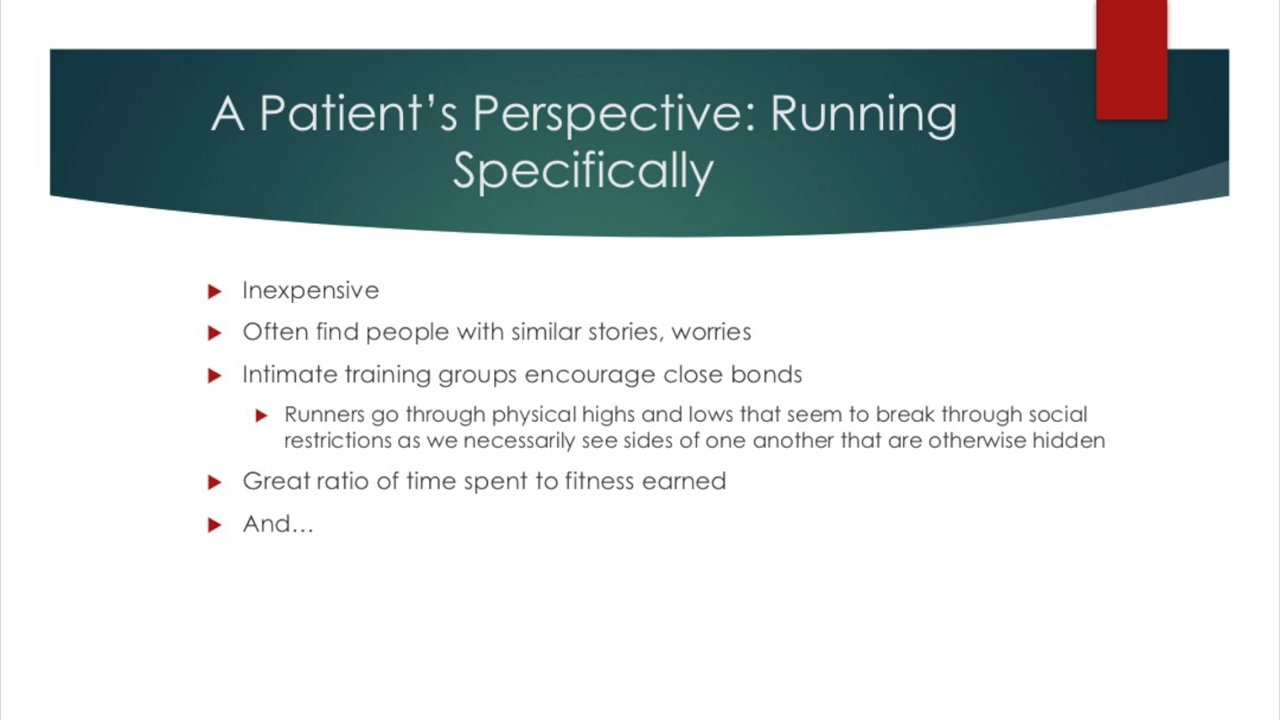 A Patient’s Perspective: Running
Specifically
Inexpensive
Often find people with similar stories, worries
Intimate training groups encourage close bonds
Runners go through physical highs and lows that seem to break through social
restrictions as we necessarily see sides of one another that are otherwise hidden
Great ratio of time spent to fitness earned
And…